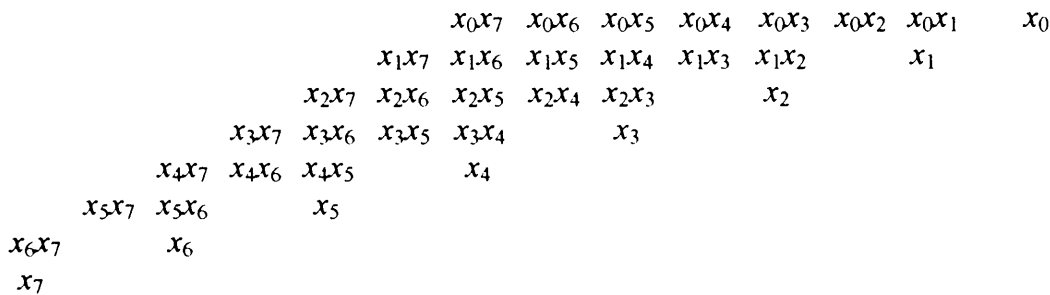 x₀x₇ x₀x₆ x₀x₅ x₀x₄ x₀x₃ x₀x₂ x₀x₁ x₀
x₁x₇ x₁x₆ x₁x₅ x₁x₄ x₁x₃ x₁x₂ x₁
x₂x₇ x₂x₆ x₂x₅ x₂x₄ x₂x₃ x₂
x₃x₇ x₃x₆ x₃x₅ x₃x₄ x₃
x₄x₇ x₄x₆ x₄x₅ x₄
x₅x₇ x₅x₆ x₅
x₆x₇ x₆
x₇